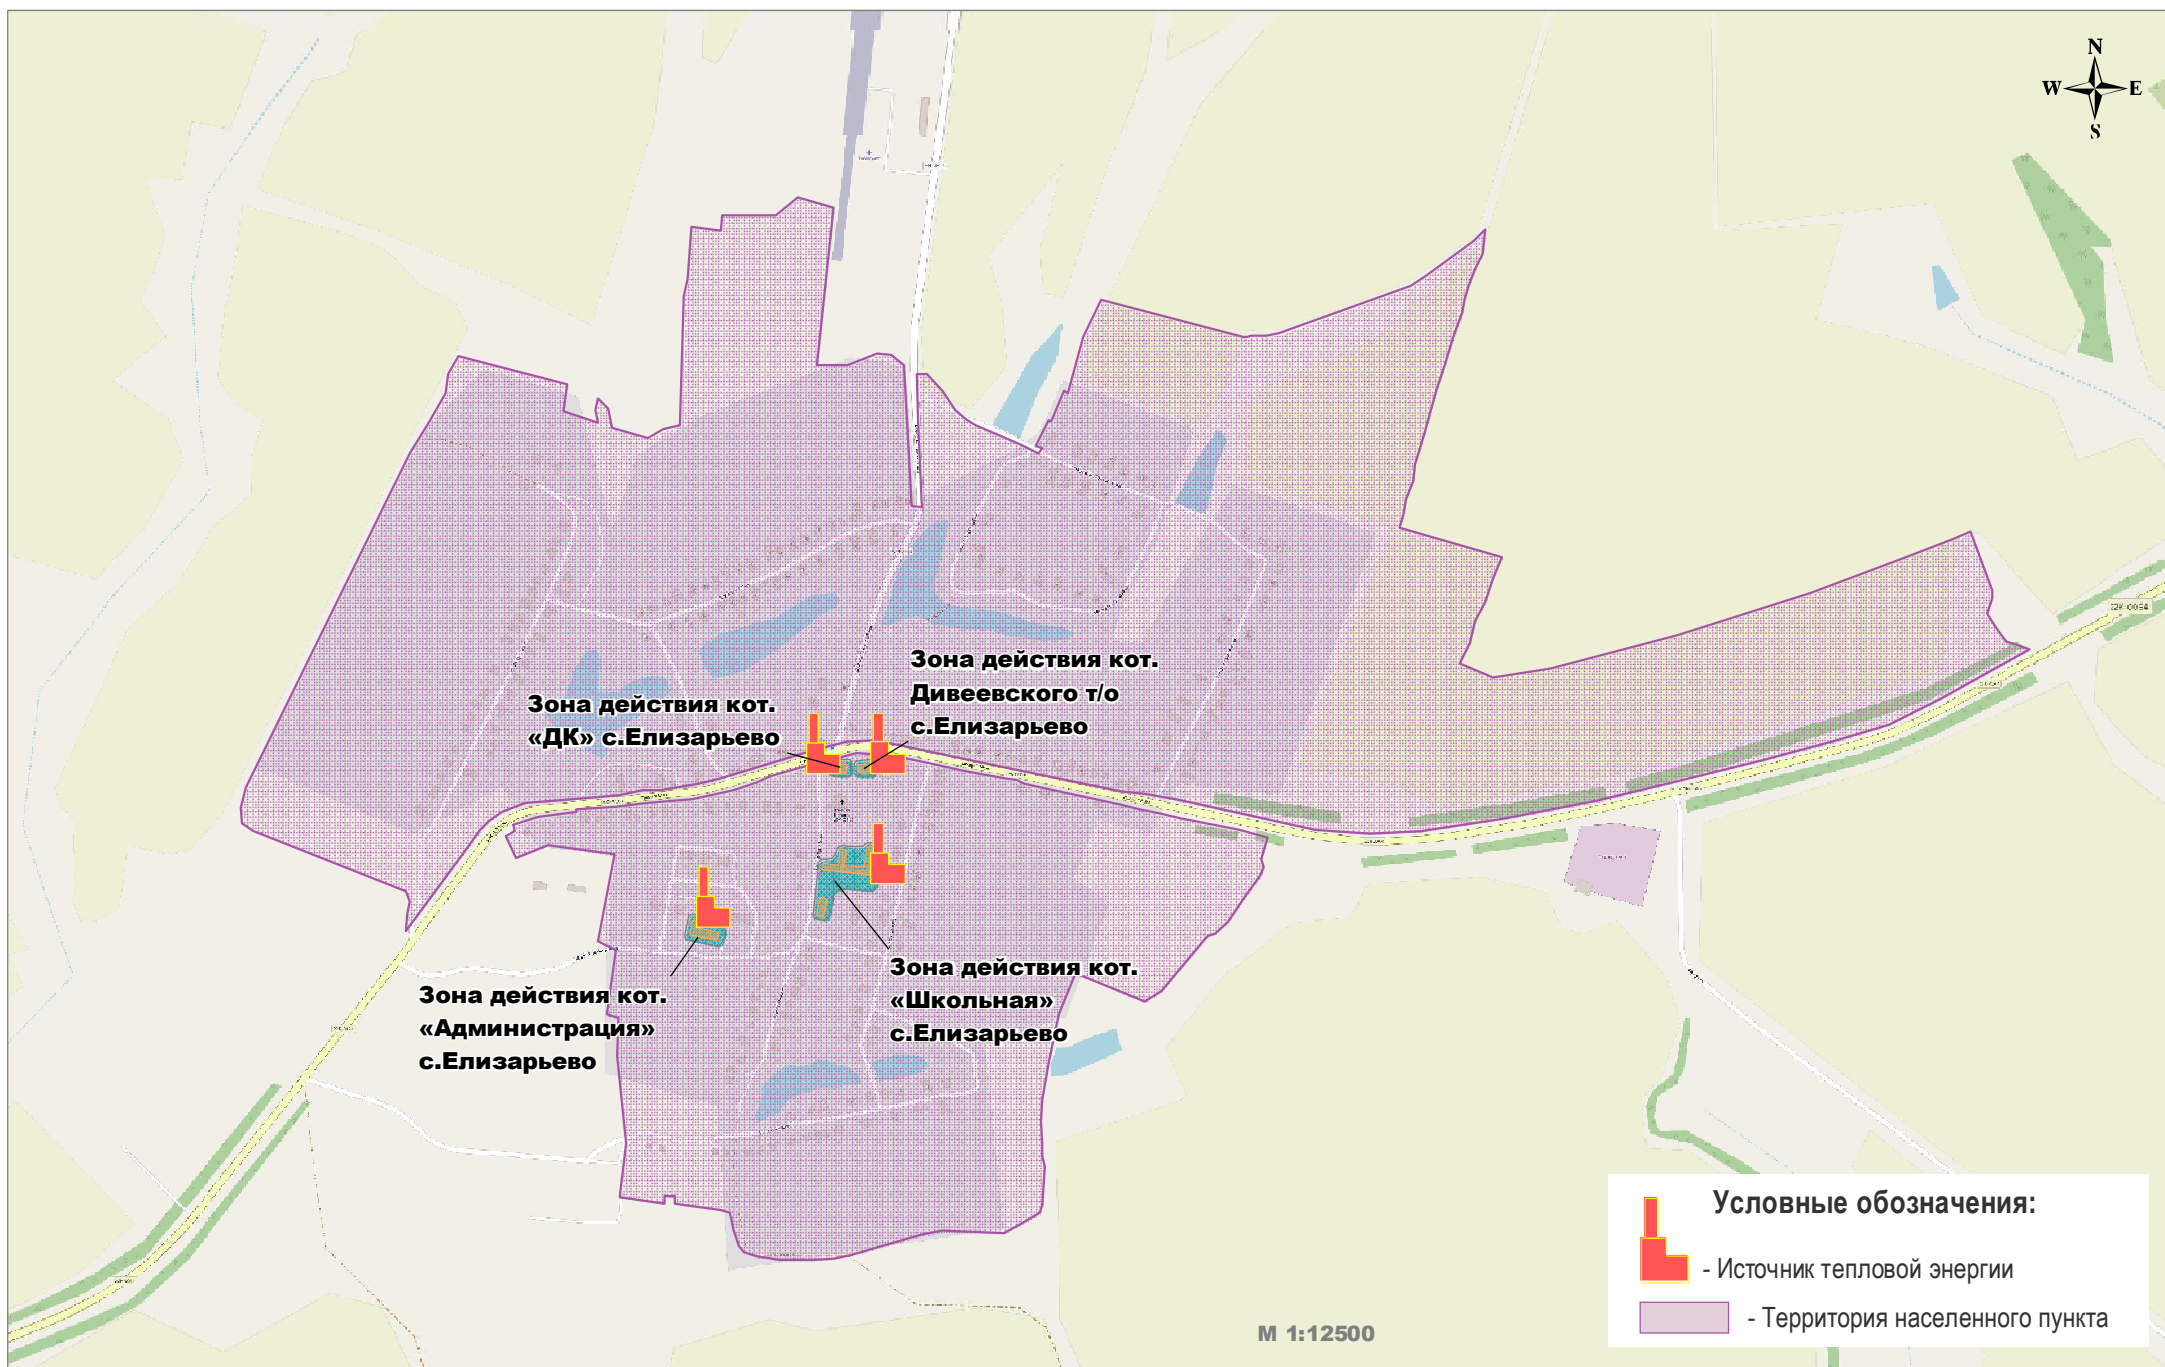 N
W E
S
Зона действия кот.
Дивеевского т/о
с.Елизарьево
Зона действия кот.
«ДК» с.Елизарьево
Зона действия кот.
«Школьная»
с.Елизарьево
Зона действия кот.
«Администрация»
с.Елизарьево
Условные обозначения:
- Источник тепловой энергии
- Территория населенного пункта
М 1:12500